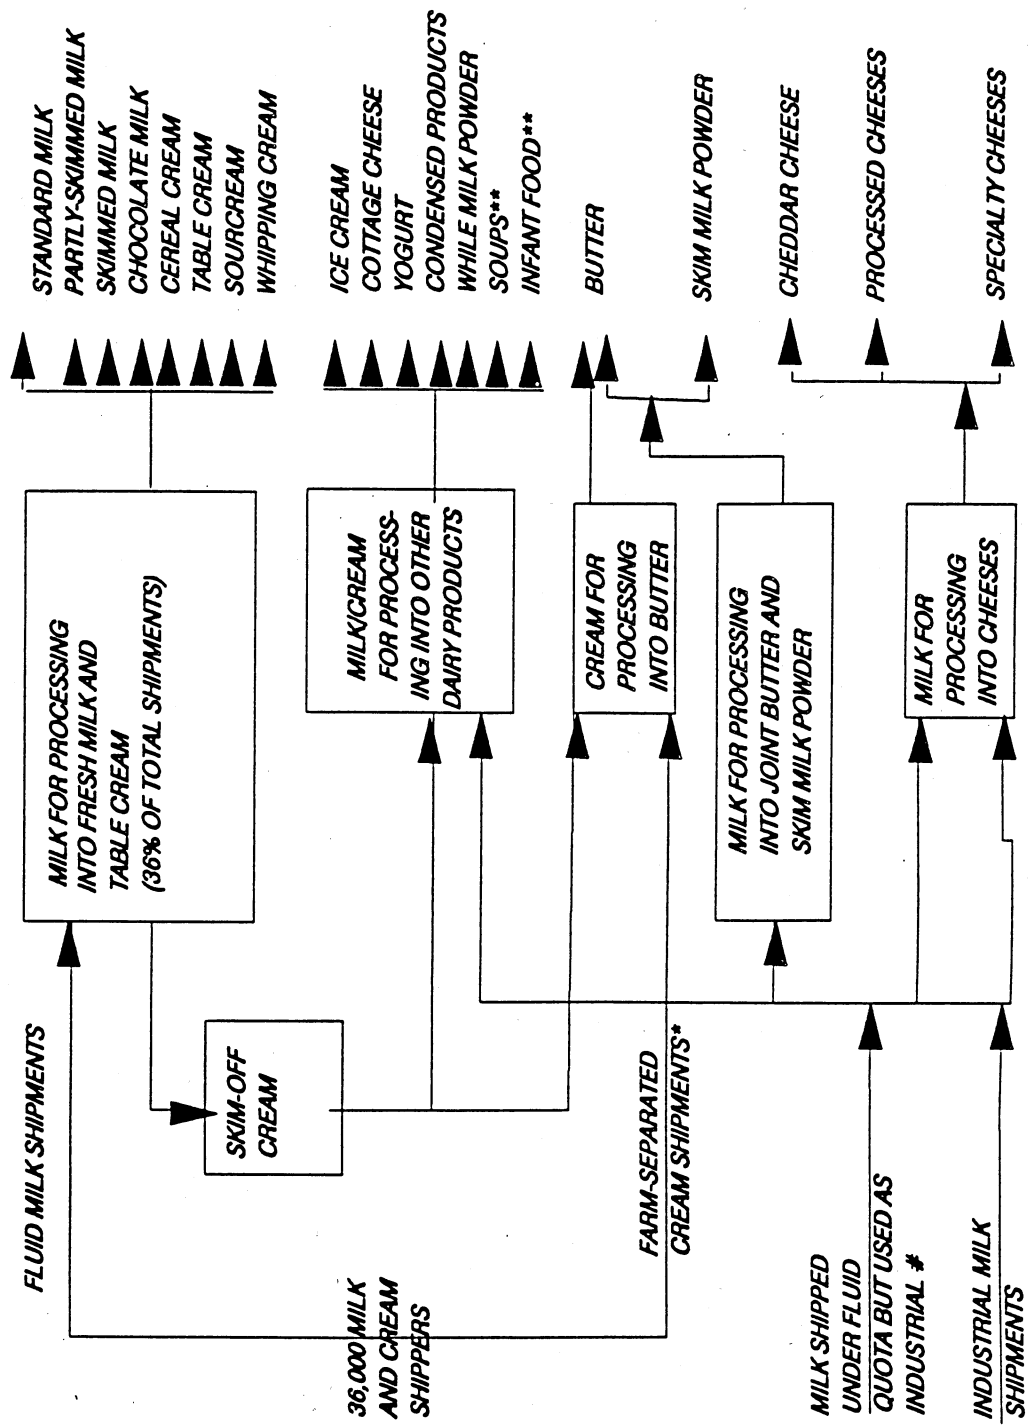 FLUID MILK SHIPMENTS
36,000 MILK
AND CREAM
SHIPPERS
FARM-SEPARATED
CREAM SHIPMENTS*
MILK SHIPPED
UNDER FLUID
QUOTA BUT USED AS
INDUSTRIAL #
INDUSTRIAL MILK
SHIPMENTS
SKIM-OFF
CREAM
MILK FOR PROCESSING
INTO FRESH MILK AND
TABLE CREAM
(36% OF TOTAL SHIPMENTS)
MILK/CREAM
FOR PROCESS-
ING INTO OTHER
DAIRY PRODUCTS
CREAM FOR
PROCESSING
INTO BUTTER
MILK FOR PROCESSING
INTO JOINT BUTTER AND
SKIM MILK POWDER
MILK FOR
PROCESSING
INTO CHEESES
STANDARD MILK
PARTLY-SKIMMED MILK
SKIMMED MILK
CHOCOLATE MILK
CEREAL CREAM
TABLE CREAM
SOURCREAM
WHIPPING CREAM
ICE CREAM
COTTAGE CHEESE
YOGURT
CONDENSED PRODUCTS
WHILE MILK POWDER
SOUPS**
INFANT FOOD**
BUTTER
SKIM MILK POWDER
CHEDDAR CHEESE
PROCESSED CHEESES
SPECIALTY CHEESES